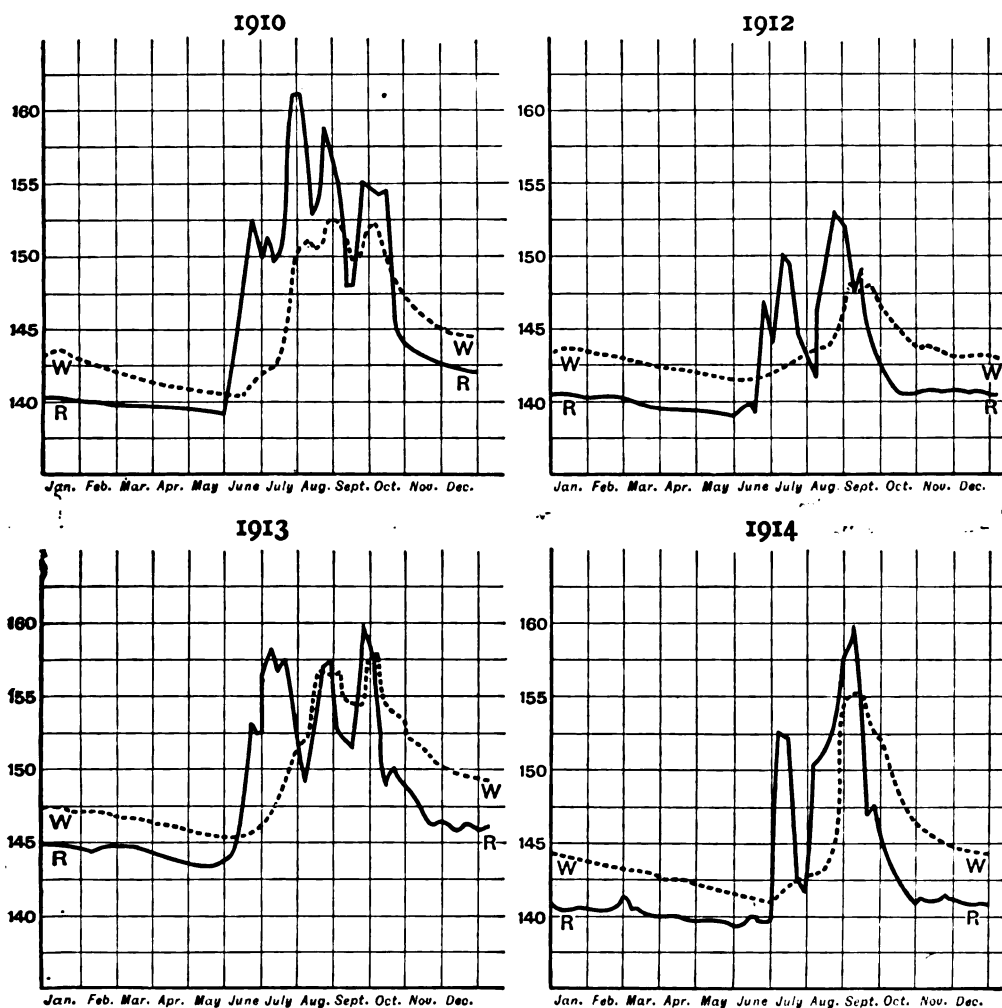 1910
160
155
150
145
140
W
R
W
R
Jan. Feb. Mar. Apr. May June July Aug. Sept. Oct. Nov. Dec.
1912
160
155
150
145
140
W
R
W
R
Jan. Feb. Mar. Apr. May June July Aug. Sept. Oct. Nov. Dec.
1913
160
155
150
145
140
W
R
W
R
Jan. Feb. Mar. Apr. May June July Aug. Sept. Oct. Nov. Dec.
1914
160
155
150
145
140
W
R
W
R
Jan. Feb. Mar. Apr. May June July Aug. Sept. Oct. Nov. Dec.